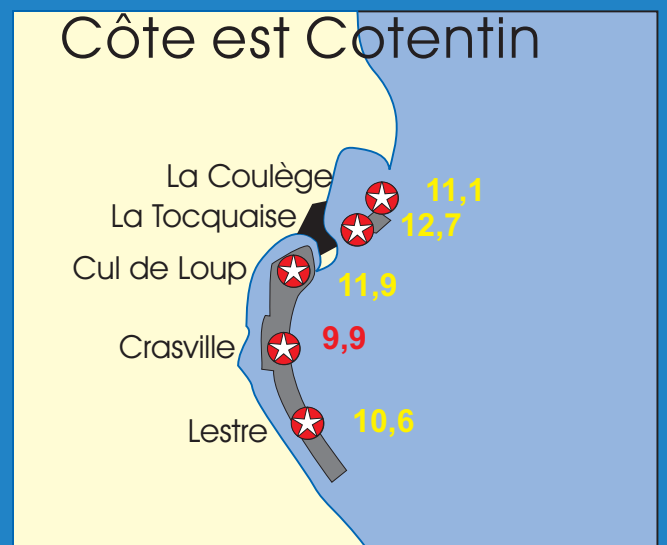 Côte est Cotentin
La Coulège
11,1
La Tocquaise
12,7
Cul de Loup
11,9
Crasville
9,9
Lestre
10,6